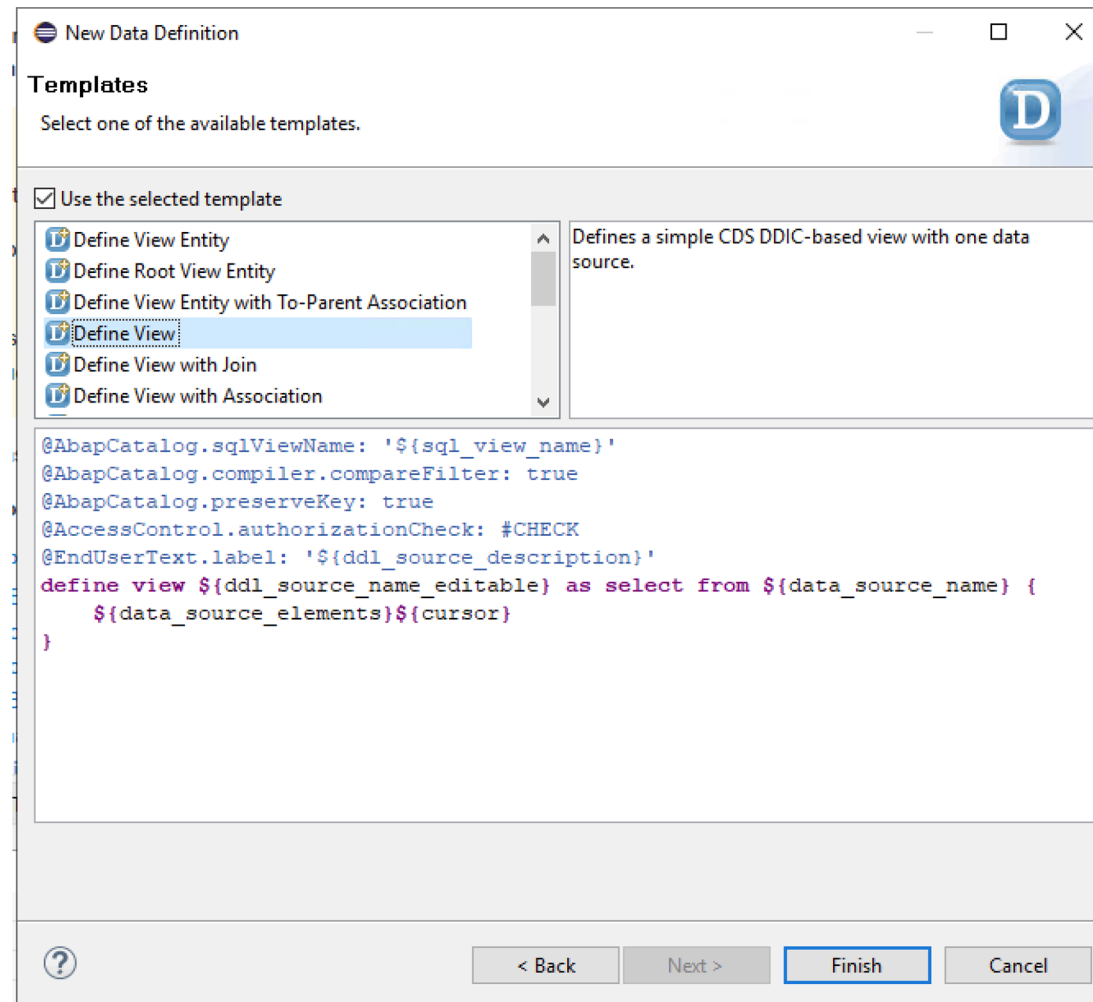 New Data Definition
Templates
Select one of the available templates.
D
Use the selected template
Define View Entity
Define Root View Entity
Define View Entity with To-Parent Association
Define View
Define View with Join
Define View with Association
Defines a simple CDS DDIC-based view with one data
source.
@AbapCatalog.sqlViewName: '${sql_view_name}'
@AbapCatalog.compiler.compareFilter: true
@AbapCatalog.preserveKey: true
@AccessControl.authorizationCheck: #CHECK
@EndUserText.label: '${ddl_source_description}'
define view ${ddl_source_name_editable} as select from ${data_source_name} {
    ${data_source_elements}${cursor}
}
?
< Back
Next >
Finish
Cancel